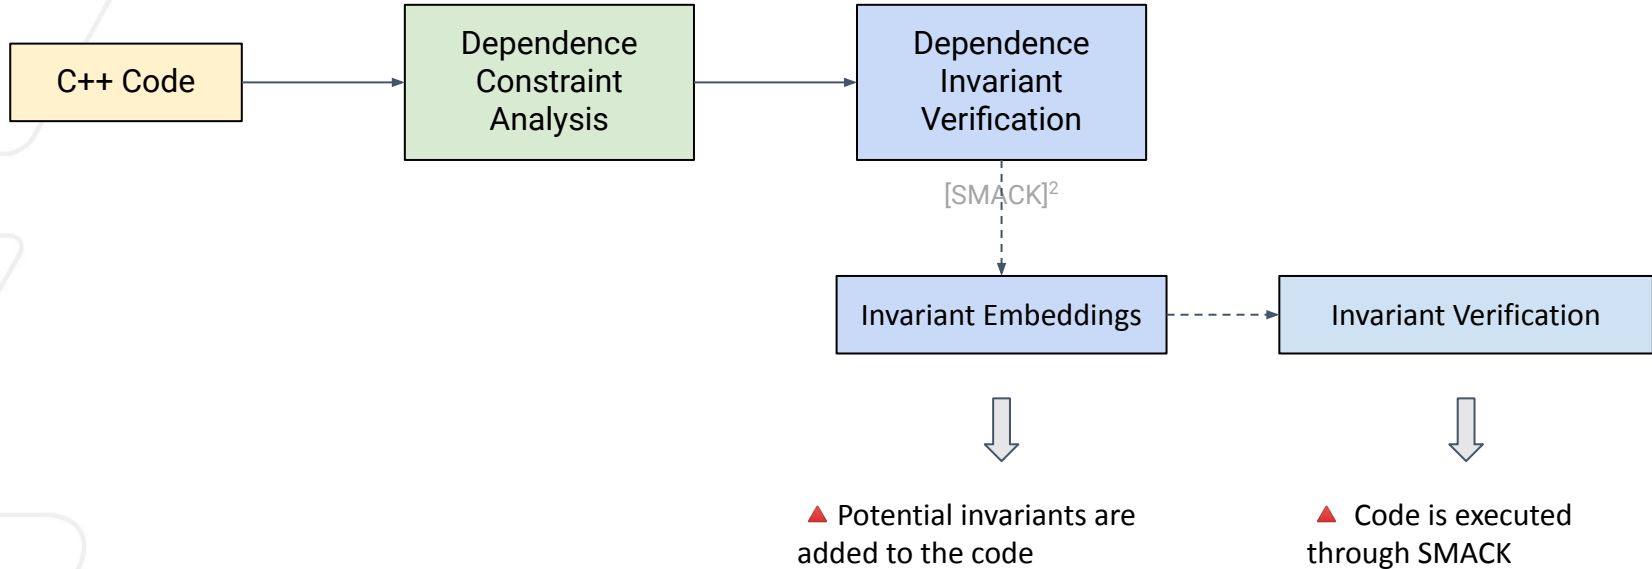 C++ Code
Dependence
Constraint
Analysis
Dependence
Invariant
Verification
[SMACK]²
Invariant Embeddings
Invariant Verification
Potential invariants are
added to the code
Code is executed
through SMACK